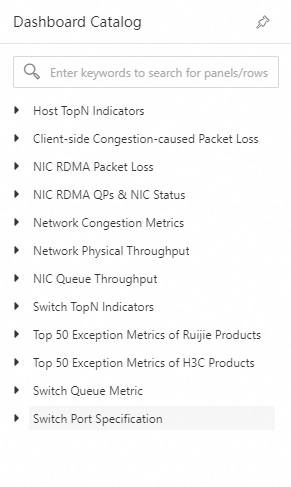 Dashboard Catalog
Enter keywords to search for panels/rows
Host TopN Indicators
Client-side Congestion-caused Packet Loss
NIC RDMA Packet Loss
NIC RDMA QPs & NIC Status
Network Congestion Metrics
Network Physical Throughput
NIC Queue Throughput
Switch TopN Indicators
Top 50 Exception Metrics of Ruijie Products
Top 50 Exception Metrics of H3C Products
Switch Queue Metric
Switch Port Specification